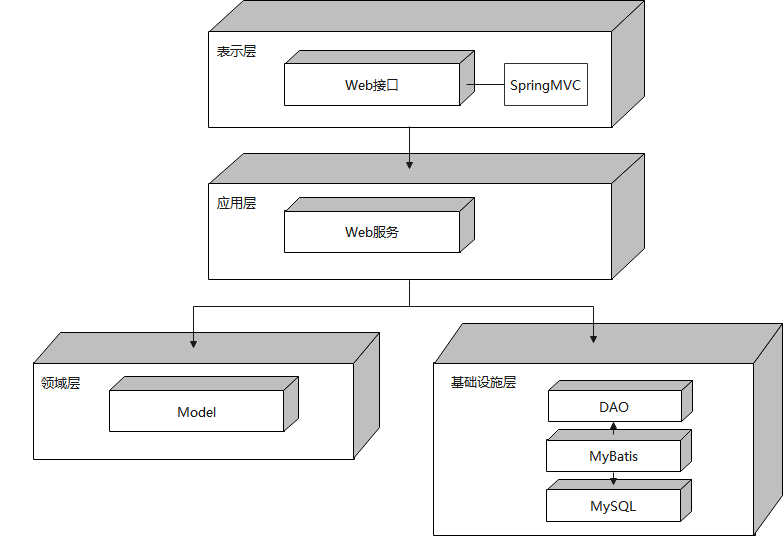 表示层
Web接口
SpringMVC
应用层
Web服务
领域层
Model
基础设施层
DAO
MyBatis
MySQL